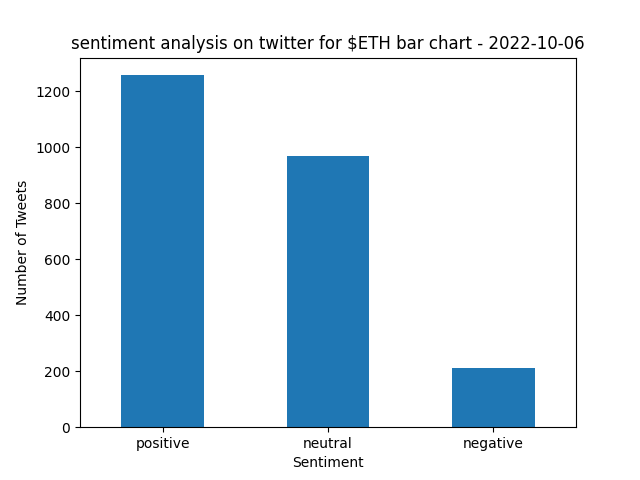 sentiment analysis on twitter for $ETH bar chart - 2022-10-06
1200
1000
800
600
400
200
0
Number of Tweets
positive neutral negative
Sentiment